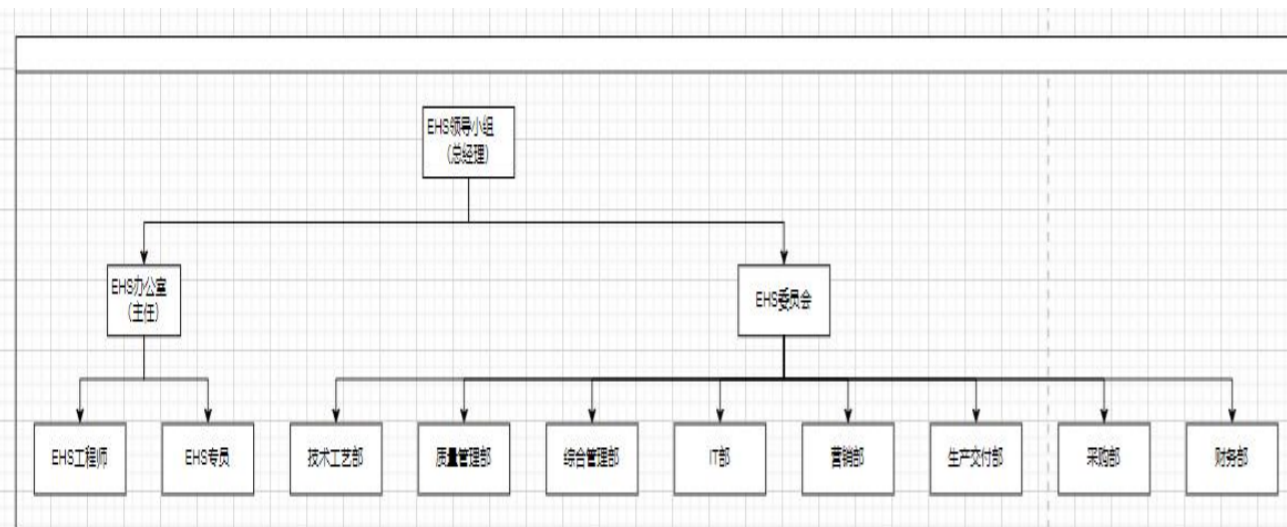 EHS领导小组
（总经理）
EHS办公室
（主任）
EHS委员会
EHS工程师
EHS专员
技术工艺部
质量管理部
综合管理部
IT部
营销部
生产交付部
采购部
财务部